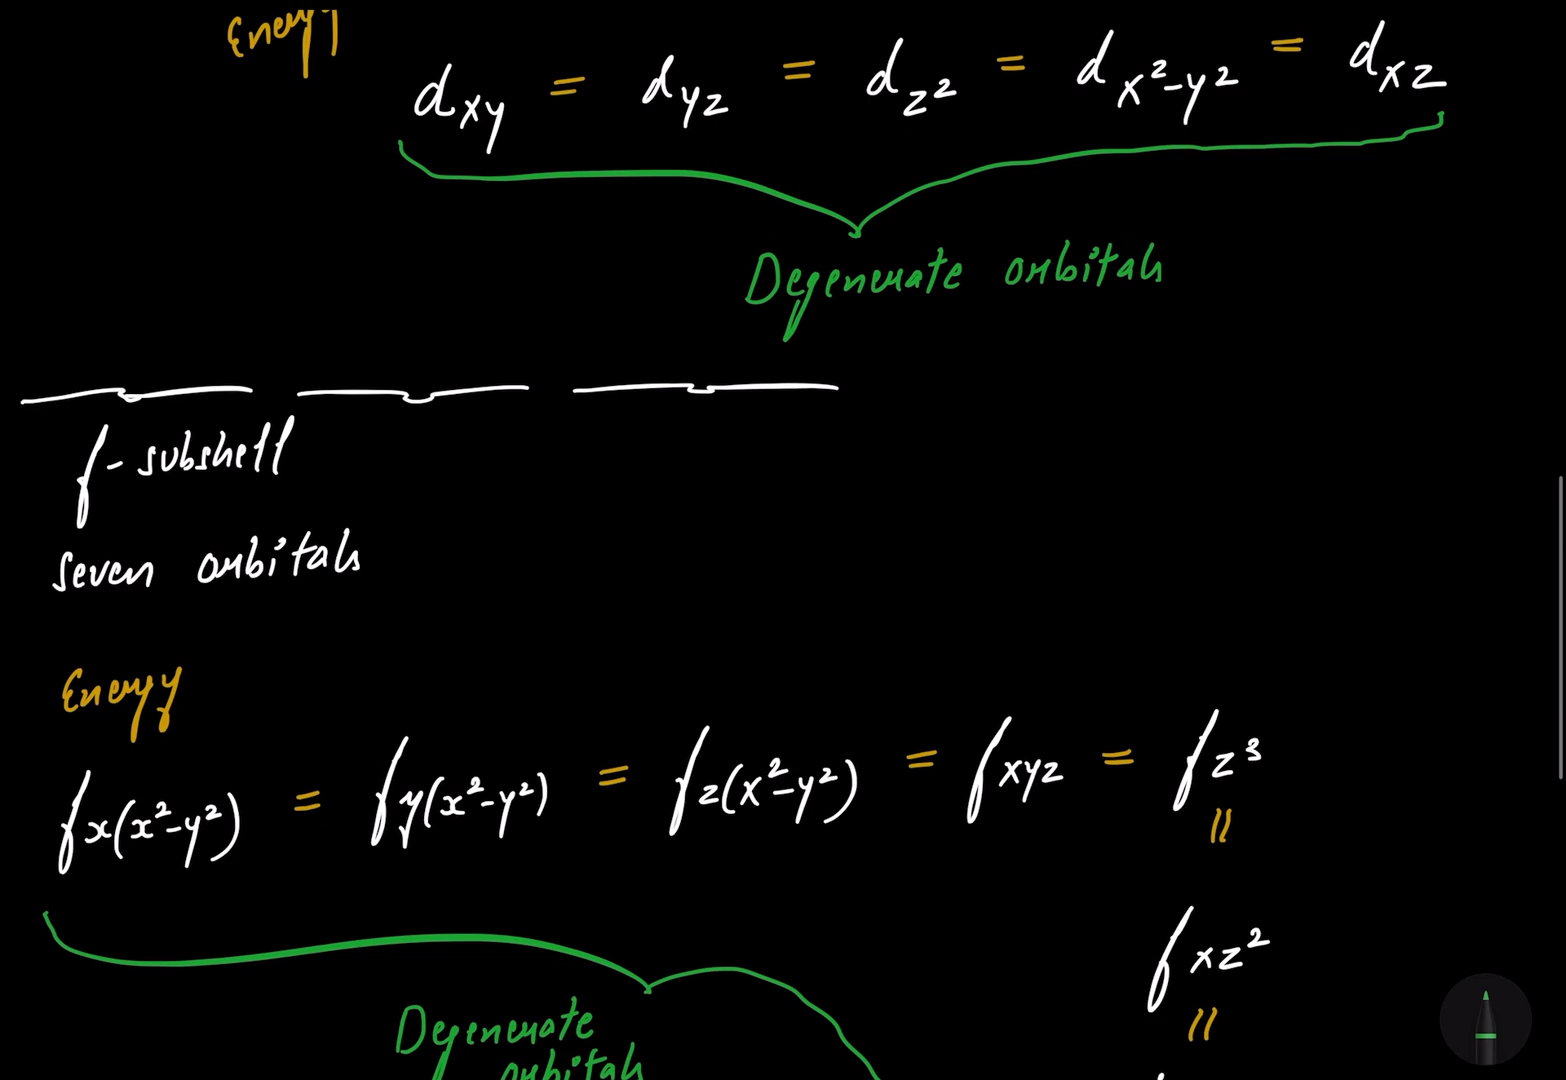 Energy
dxy = dyz = dz² = dx²-y² = dxz
Degenerate orbitals
f-subshell
seven orbitals
Energy
fx(x²-y²) = fy(x²-y²) = fz(x²-y²) = fxyz = fz³
=
fxz²
=
Degenerate
orbitals